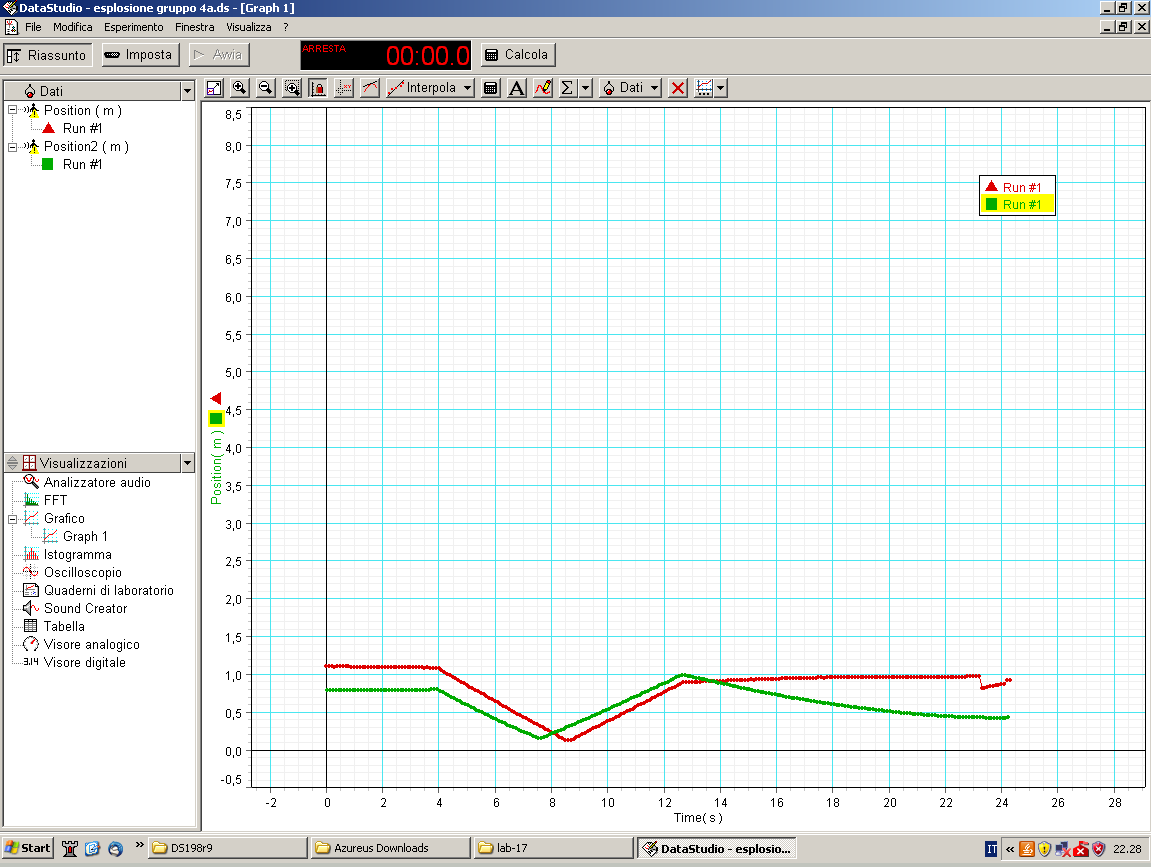 DataStudio - esplosione gruppo 4a.ds - [Graph 1]
File Modifica Esperimento Finestra Visualizza ?
Riassunto Imposta Avvia ARRESTA 00:00.0 Calcola
Interpola A Σ Dati
Dati
Position ( m )
Run #1
Position2 ( m )
Run #1
Visualizzazioni
Analizzatore audio
FFT
Grafico
Graph 1
Istogramma
Oscilloscopio
Quaderni di laboratorio
Sound Creator
Tabella
Visore analogico
3.14 Visore digitale
8,5
8,0
7,5
7,0
6,5
6,0
5,5
5,0
4,5
4,0
3,5
3,0
2,5
2,0
1,5
1,0
0,5
0,0
-0,5
Position( m )
Run #1
Run #1
-2 0 2 4 6 8 10 12 14 16 18 20 22 24 26 28
Time( s )
Start » DS198r9 Azureus Downloads lab-17 DataStudio - esplosio... IT « 22.28